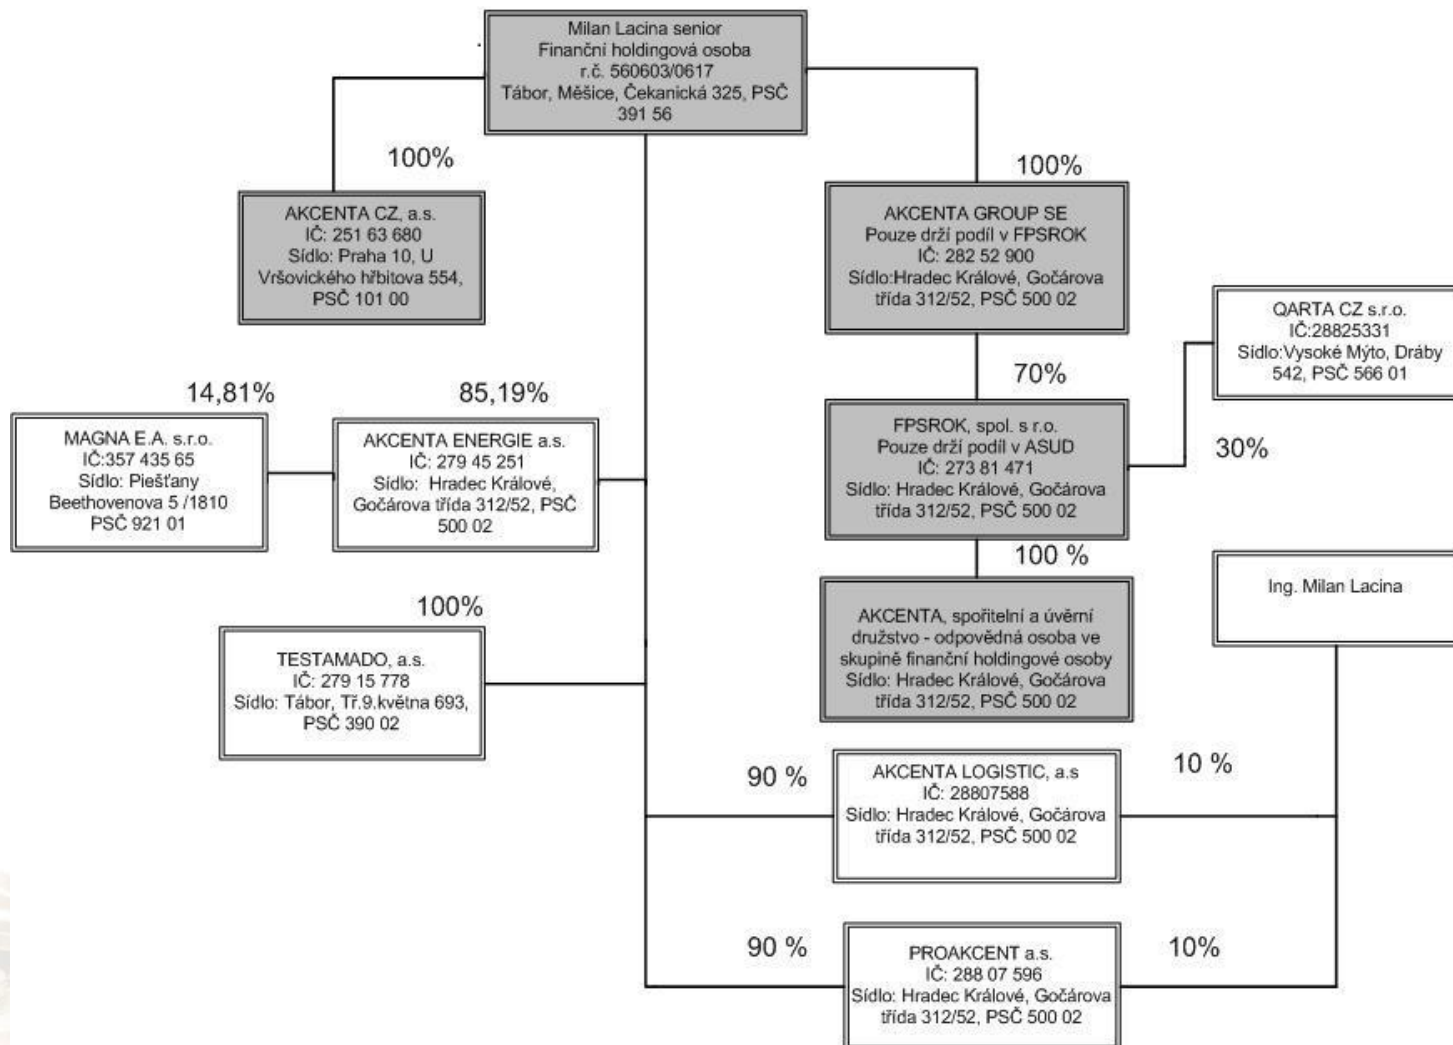 Milan Lacina senior
Finanční holdingová osoba
r.č. 560603/0617
Tábor, Měšice, Čekanická 325, PSČ
391 56
100%
100%
AKCENTA CZ, a.s.
IČ: 251 63 680
Sídlo: Praha 10, U
Vršovického hřbitova 554,
PSČ 101 00
AKCENTA GROUP SE
Pouze drží podíl v FPSROK
IČ: 282 52 900
Sídlo:Hradec Králové, Gočárova
třída 312/52, PSČ 500 02
QARTA CZ s.r.o.
IČ:28825331
Sídlo:Vysoké Mýto, Dráby
542, PSČ 566 01
14,81%
85,19%
70%
30%
MAGNA E.A. s.r.o.
IČ:357 435 65
Sídlo: Piešťany
Beethovenova 5 /1810
PSČ 921 01
AKCENTA ENERGIE a.s.
IČ: 279 45 251
Sídlo: Hradec Králové,
Gočárova třída 312/52, PSČ
500 02
FPSROK, spol. s r.o.
Pouze drží podíl v ASUD
IČ: 273 81 471
Sídlo: Hradec Králové, Gočárova
třída 312/52, PSČ 500 02
100 %
100%
TESTAMADO, a.s.
IČ: 279 15 778
Sídlo: Tábor, Tř.9.května 693,
PSČ 390 02
AKCENTA, spořitelní a úvěrní
družstvo - odpovědná osoba ve
skupině finanční holdingové osoby
Sídlo: Hradec Králové, Gočárova
třída 312/52, PSČ 500 02
Ing. Milan Lacina
90 %
AKCENTA LOGISTIC, a.s
IČ: 28807588
Sídlo: Hradec Králové, Gočárova
třída 312/52, PSČ 500 02
10 %
90 %
PROAKCENT a.s.
IČ: 288 07 596
Sídlo: Hradec Králové, Gočárova
třída 312/52, PSČ 500 02
10%